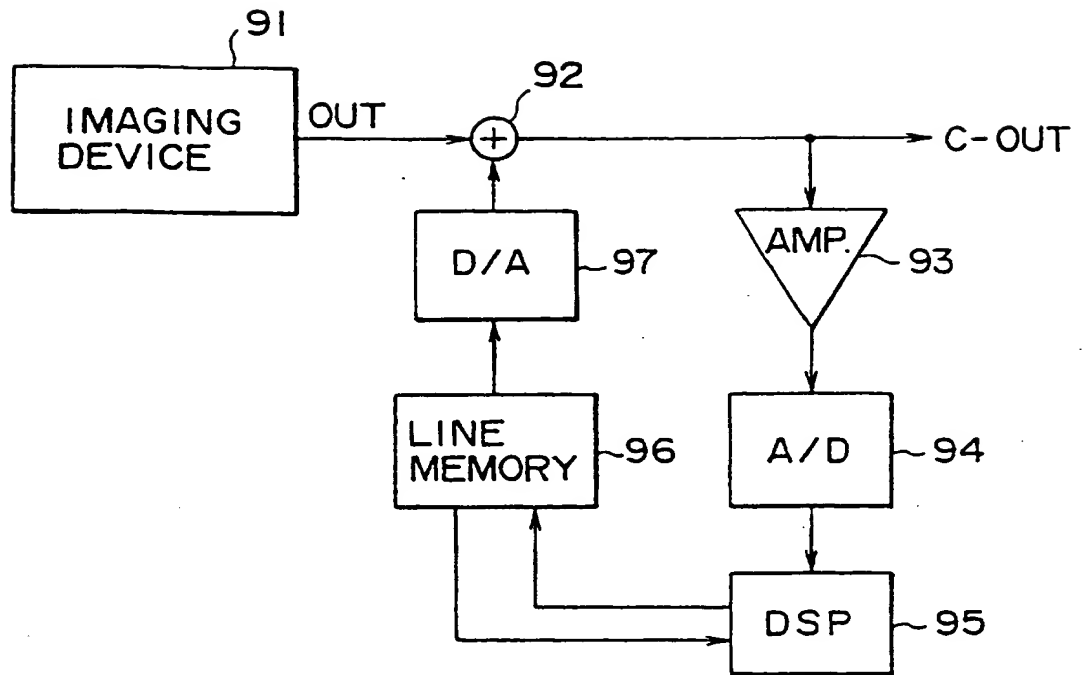 91
IMAGING
DEVICE
OUT
92
C-OUT
D/A
97
AMP.
93
LINE
MEMORY
96
A/D
94
DSP
95